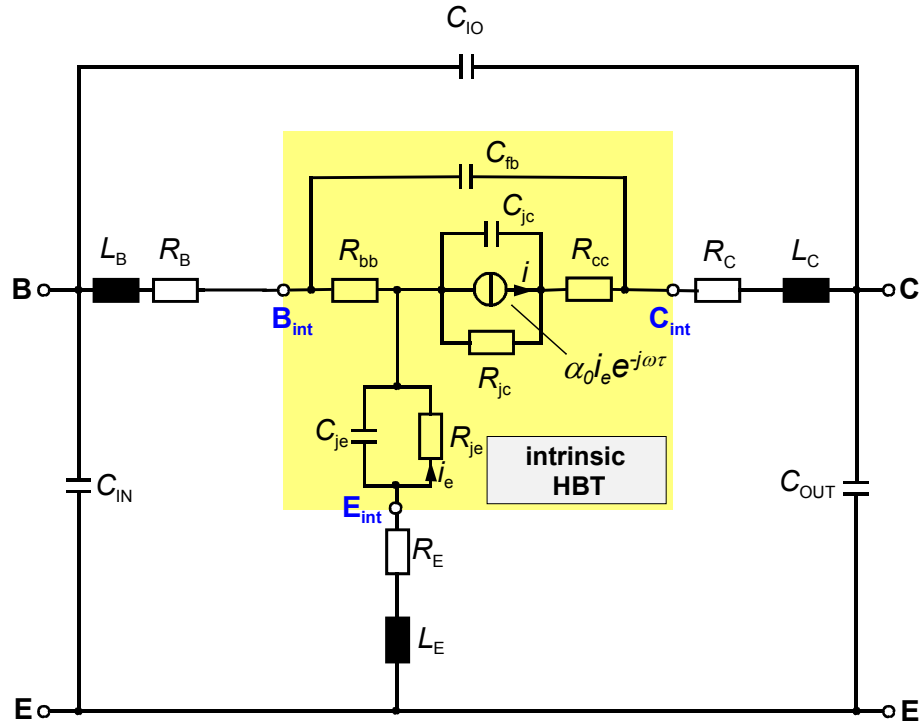 C_IO
C_fb
C_jc
L_B R_B R_bb i R_cc R_C L_C
B B_int C_int C
R_jc α₀i_e e^-jωτ
C_je R_je
i_e
intrinsic
HBT
C_IN E_int C_OUT
R_E
L_E
E E